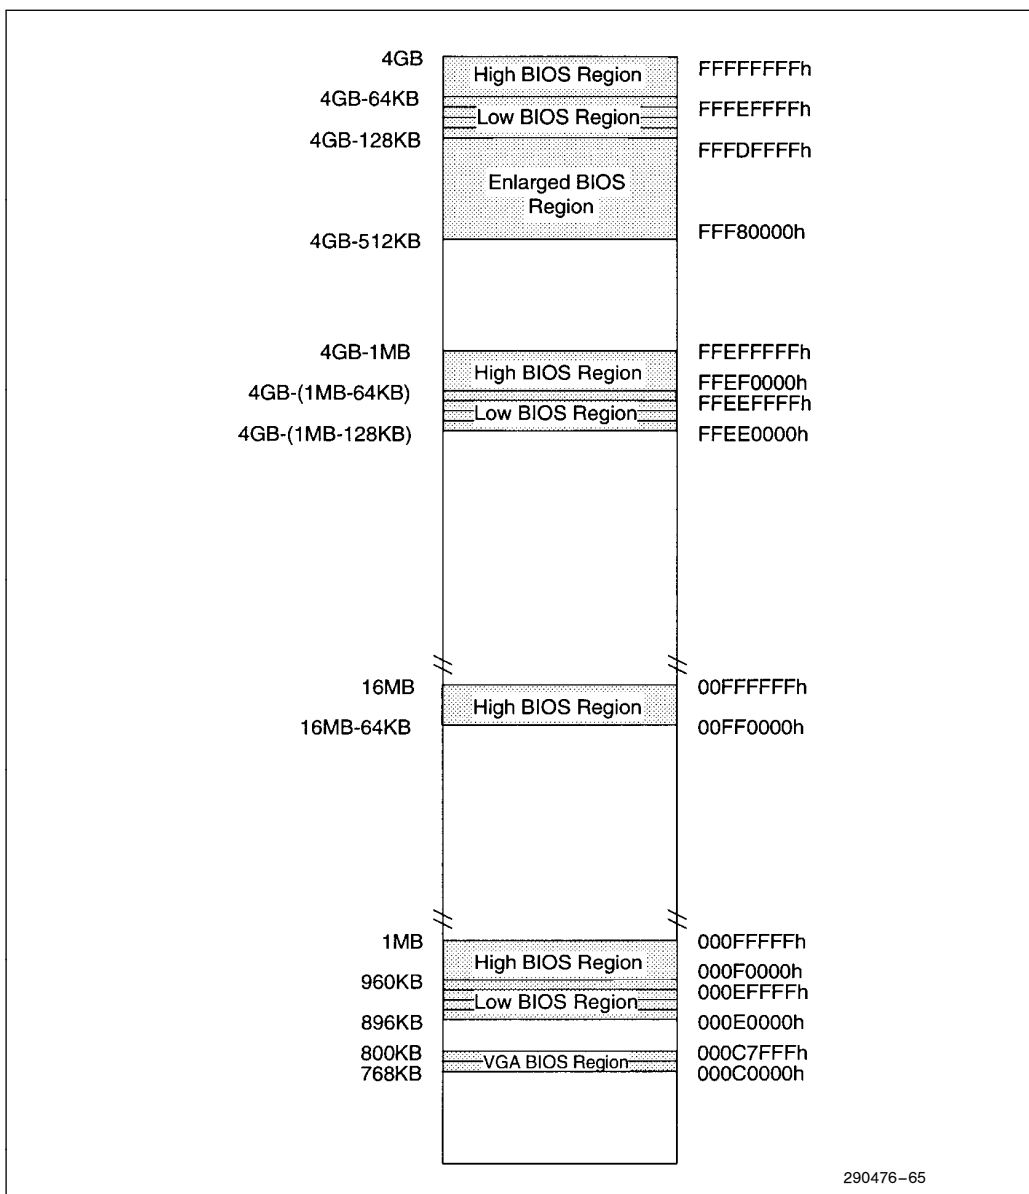 4GB
High BIOS Region
FFFFFFFFh
4GB-64KB
FFFEFFFFh
Low BIOS Region
4GB-128KB
FFFDFFFFh
Enlarged BIOS
Region
FFF80000h
4GB-512KB
4GB-1MB
FFEFFFFFh
High BIOS Region
FFEF0000h
4GB-(1MB-64KB)
FFEEFFFFh
Low BIOS Region
4GB-(1MB-128KB)
FFEE0000h
16MB
00FFFFFFh
High BIOS Region
16MB-64KB
00FF0000h
1MB
000FFFFFh
High BIOS Region
000F0000h
960KB
000EFFFFh
Low BIOS Region
896KB
000E0000h
800KB
000C7FFFh
VGA BIOS Region
768KB
000C0000h
290476-65